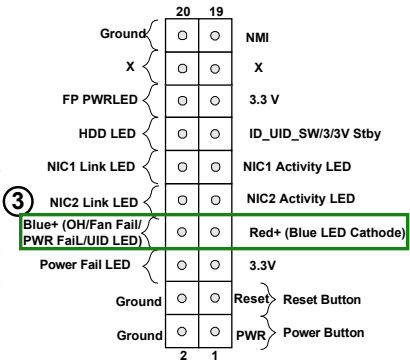 20 19
Ground NMI
X X
FP PWRLED 3.3 V
HDD LED ID_UID_SW/3/3V Stby
NIC1 Link LED NIC1 Activity LED
3 NIC2 Link LED NIC2 Activity LED
Blue+ (OH/Fan Fail/
PWR FaiL/UID LED) Red+ (Blue LED Cathode)
Power Fail LED 3.3V
Ground Reset Reset Button
Ground PWR Power Button
2 1